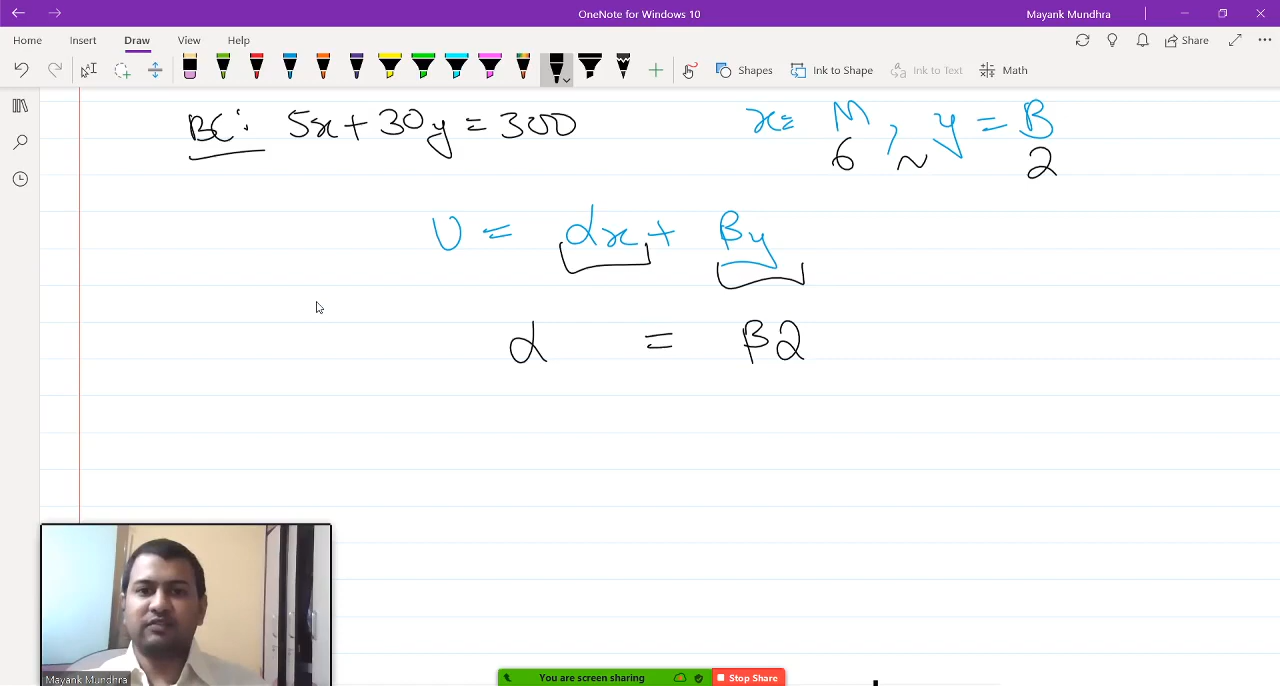 OneNote for Windows 10
Mayank Mundhra
Home Insert Draw View Help
Share
Shapes Ink to Shape Ink to Text Math
BC: 5x + 30y = 300 x = M, y = B
6 ~ 2
U = αx + βy
α = β2
Mayank Mundhra
You are screen sharing Stop Share